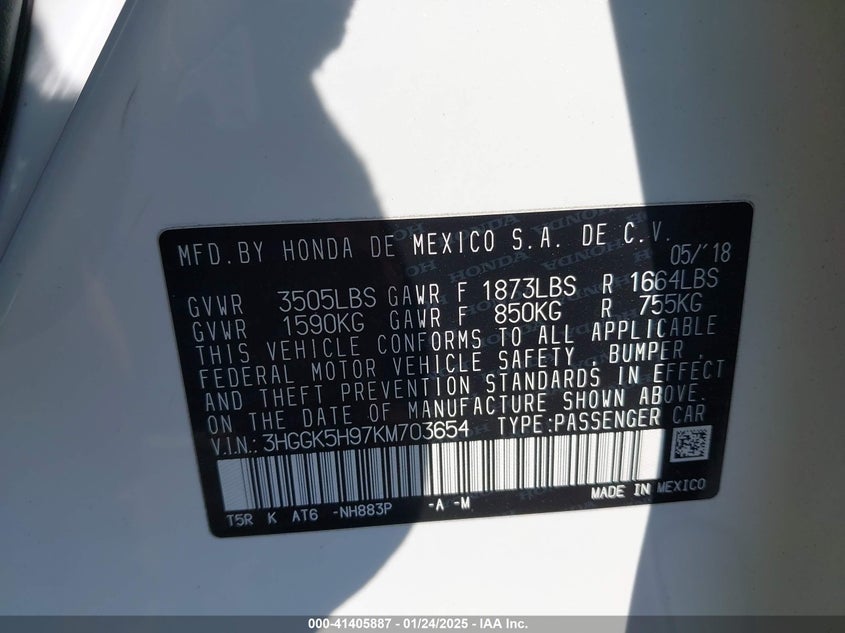 MFD.BY HONDA DE MEXICO S.A. DE C.V. 05/'18
GVWR 3505LBS GAWR F 1873LBS R 1664LBS
GVWR 1590KG GAWR F 850KG R 755KG
THIS VEHICLE CONFORMS TO ALL APPLICABLE
FEDERAL MOTOR VEHICLE SAFETY, BUMPER,
AND THEFT PREVENTION STANDARDS IN EFFECT
ON THE DATE OF MANUFACTURE SHOWN ABOVE.
V.I.N.: 3HGGK5H97KM703654 TYPE:PASSENGER CAR
T5R K AT6 -NH883P -A -M MADE IN MEXICO
000-41405887 - 01/24/2025 - IAA Inc.